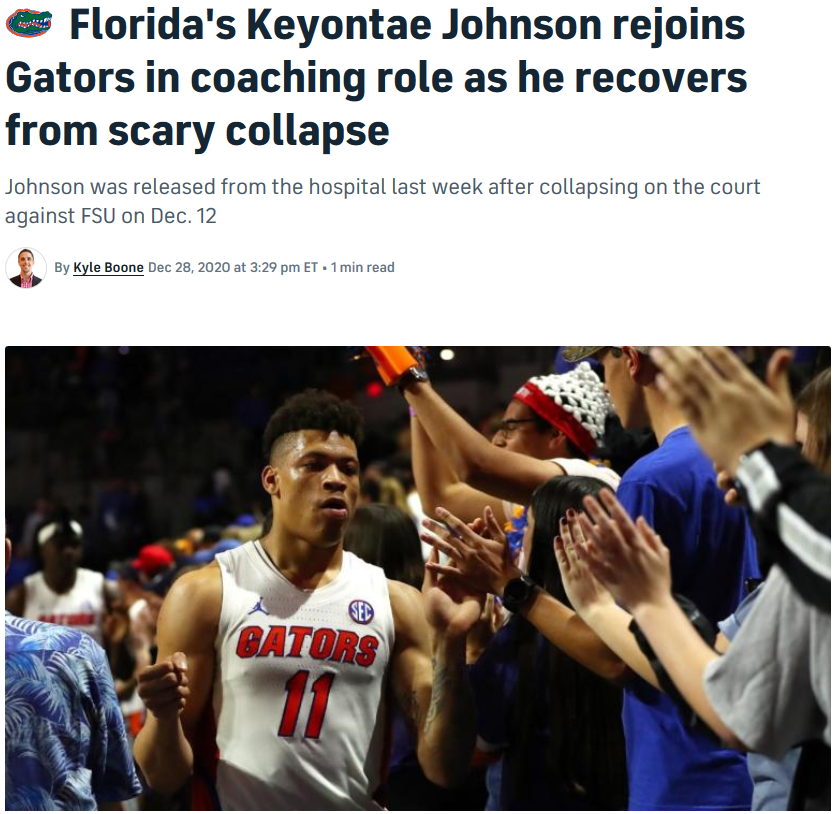 Florida's Keyontae Johnson rejoins
Gators in coaching role as he recovers
from scary collapse
Johnson was released from the hospital last week after collapsing on the court
against FSU on Dec. 12
By Kyle Boone Dec 28, 2020 at 3:29 pm ET • 1 min read
SEC
GATORS
11